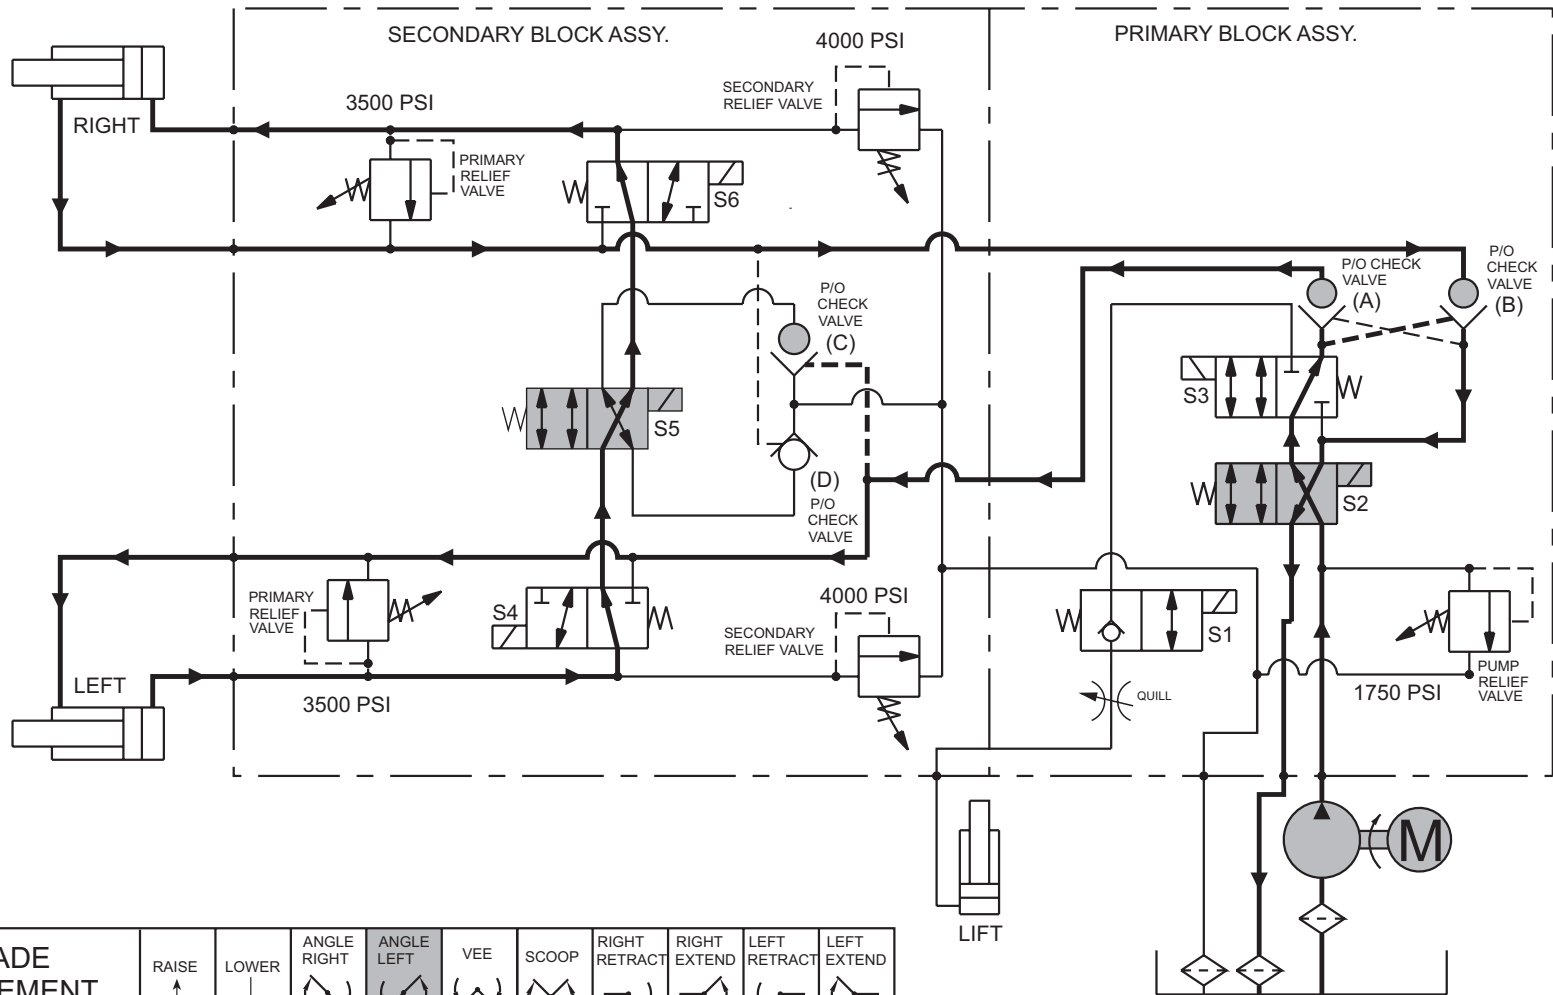 SECONDARY BLOCK ASSY.
PRIMARY BLOCK ASSY.
4000 PSI
SECONDARY
RELIEF VALVE
3500 PSI
RIGHT
PRIMARY
RELIEF
VALVE
S6
P/O CHECK
VALVE
(A)
P/O
CHECK
VALVE
(B)
P/O
CHECK
VALVE
(C)
S3
S5
(D)
P/O
CHECK
VALVE
S2
PRIMARY
RELIEF
VALVE
S4
4000 PSI
SECONDARY
RELIEF VALVE
S1
LEFT
3500 PSI
QUILL
1750 PSI
PUMP
RELIEF
VALVE
M
LIFT
RAISE
LOWER
ANGLE
RIGHT
ANGLE
LEFT
VEE
SCOOP
RIGHT
RETRACT
RIGHT
EXTEND
LEFT
RETRACT
LEFT
EXTEND